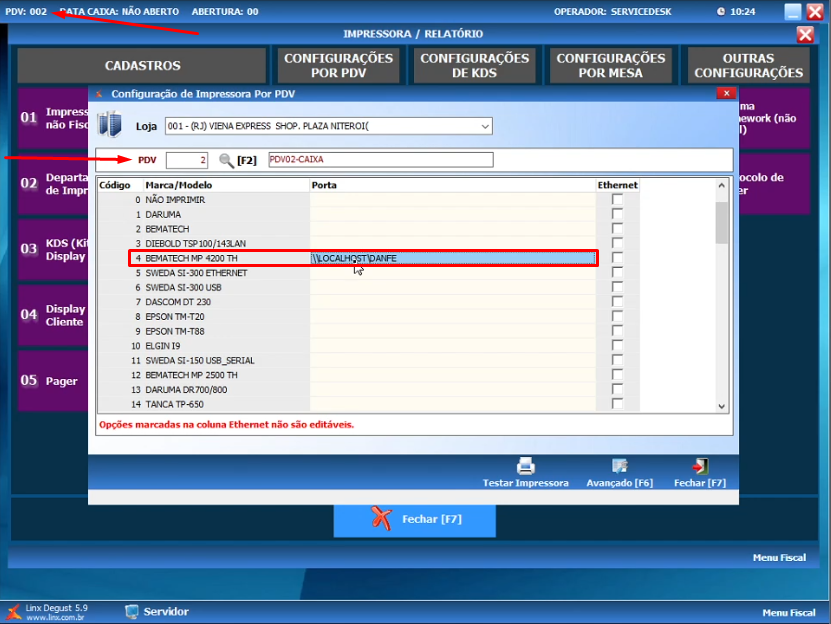 PDV: 002 DATA CAIXA: NÃO ABERTO ABERTURA: 00 OPERADOR: SERVICEDESK 10:24
IMPRESSORA / RELATÓRIO
CADASTROS
CONFIGURAÇÕES
POR PDV
CONFIGURAÇÕES
DE KDS
CONFIGURAÇÕES
POR MESA
OUTRAS
CONFIGURAÇÕES
01 Impress
não Fisc
02 Departa
de Impr
03 KDS (Kit
Display
04 Display
Cliente
05 Pager
ma
ework (não
l)
ocolo de
er
Configuração de Impressora Por PDV
Loja 001 - (RJ) VIENA EXPRESS SHOP. PLAZA NITEROI(
PDV 2 [F2] PDV02-CAIXA
Código Marca/Modelo Porta Ethernet
0 NÃO IMPRIMIR
1 DARUMA
2 BEMATECH
3 DIEBOLD TSP100/143LAN
4 BEMATECH MP 4200 TH \\LOCALHOST\DANFE
5 SWEDA SI-300 ETHERNET
6 SWEDA SI-300 USB
7 DASCOM DT 230
8 EPSON TM-T20
9 EPSON TM-T88
10 ELGIN I9
11 SWEDA SI-150 USB_SERIAL
12 BEMATECH MP 2500 TH
13 DARUMA DR700/800
14 TANCA TP-650
Opções marcadas na coluna Ethernet não são editáveis.
Testar Impressora Avançado [F6] Fechar [F7]
Fechar [F7]
Menu Fiscal
Linx Degust 5.9
www.linx.com.br
Servidor
Menu Fiscal